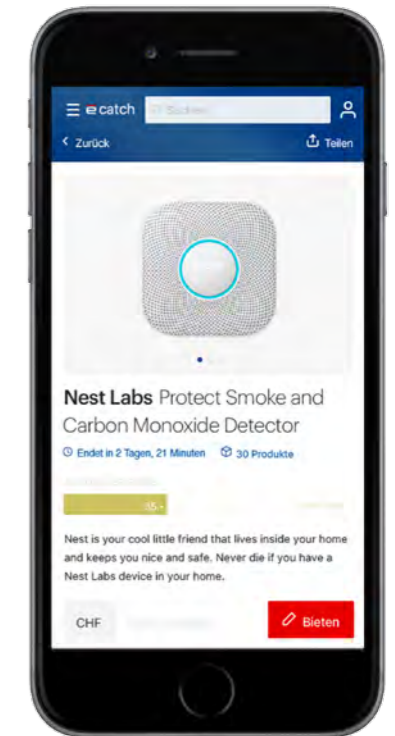 ecatch
Zurück
Teilen
Nest Labs Protect Smoke and
Carbon Monoxide Detector
Endet in 2 Tagen, 21 Minuten 30 Produkte
Nest is your cool little friend that lives inside your home
and keeps you nice and safe. Never die if you have a
Nest Labs device in your home.
CHF
Bieten